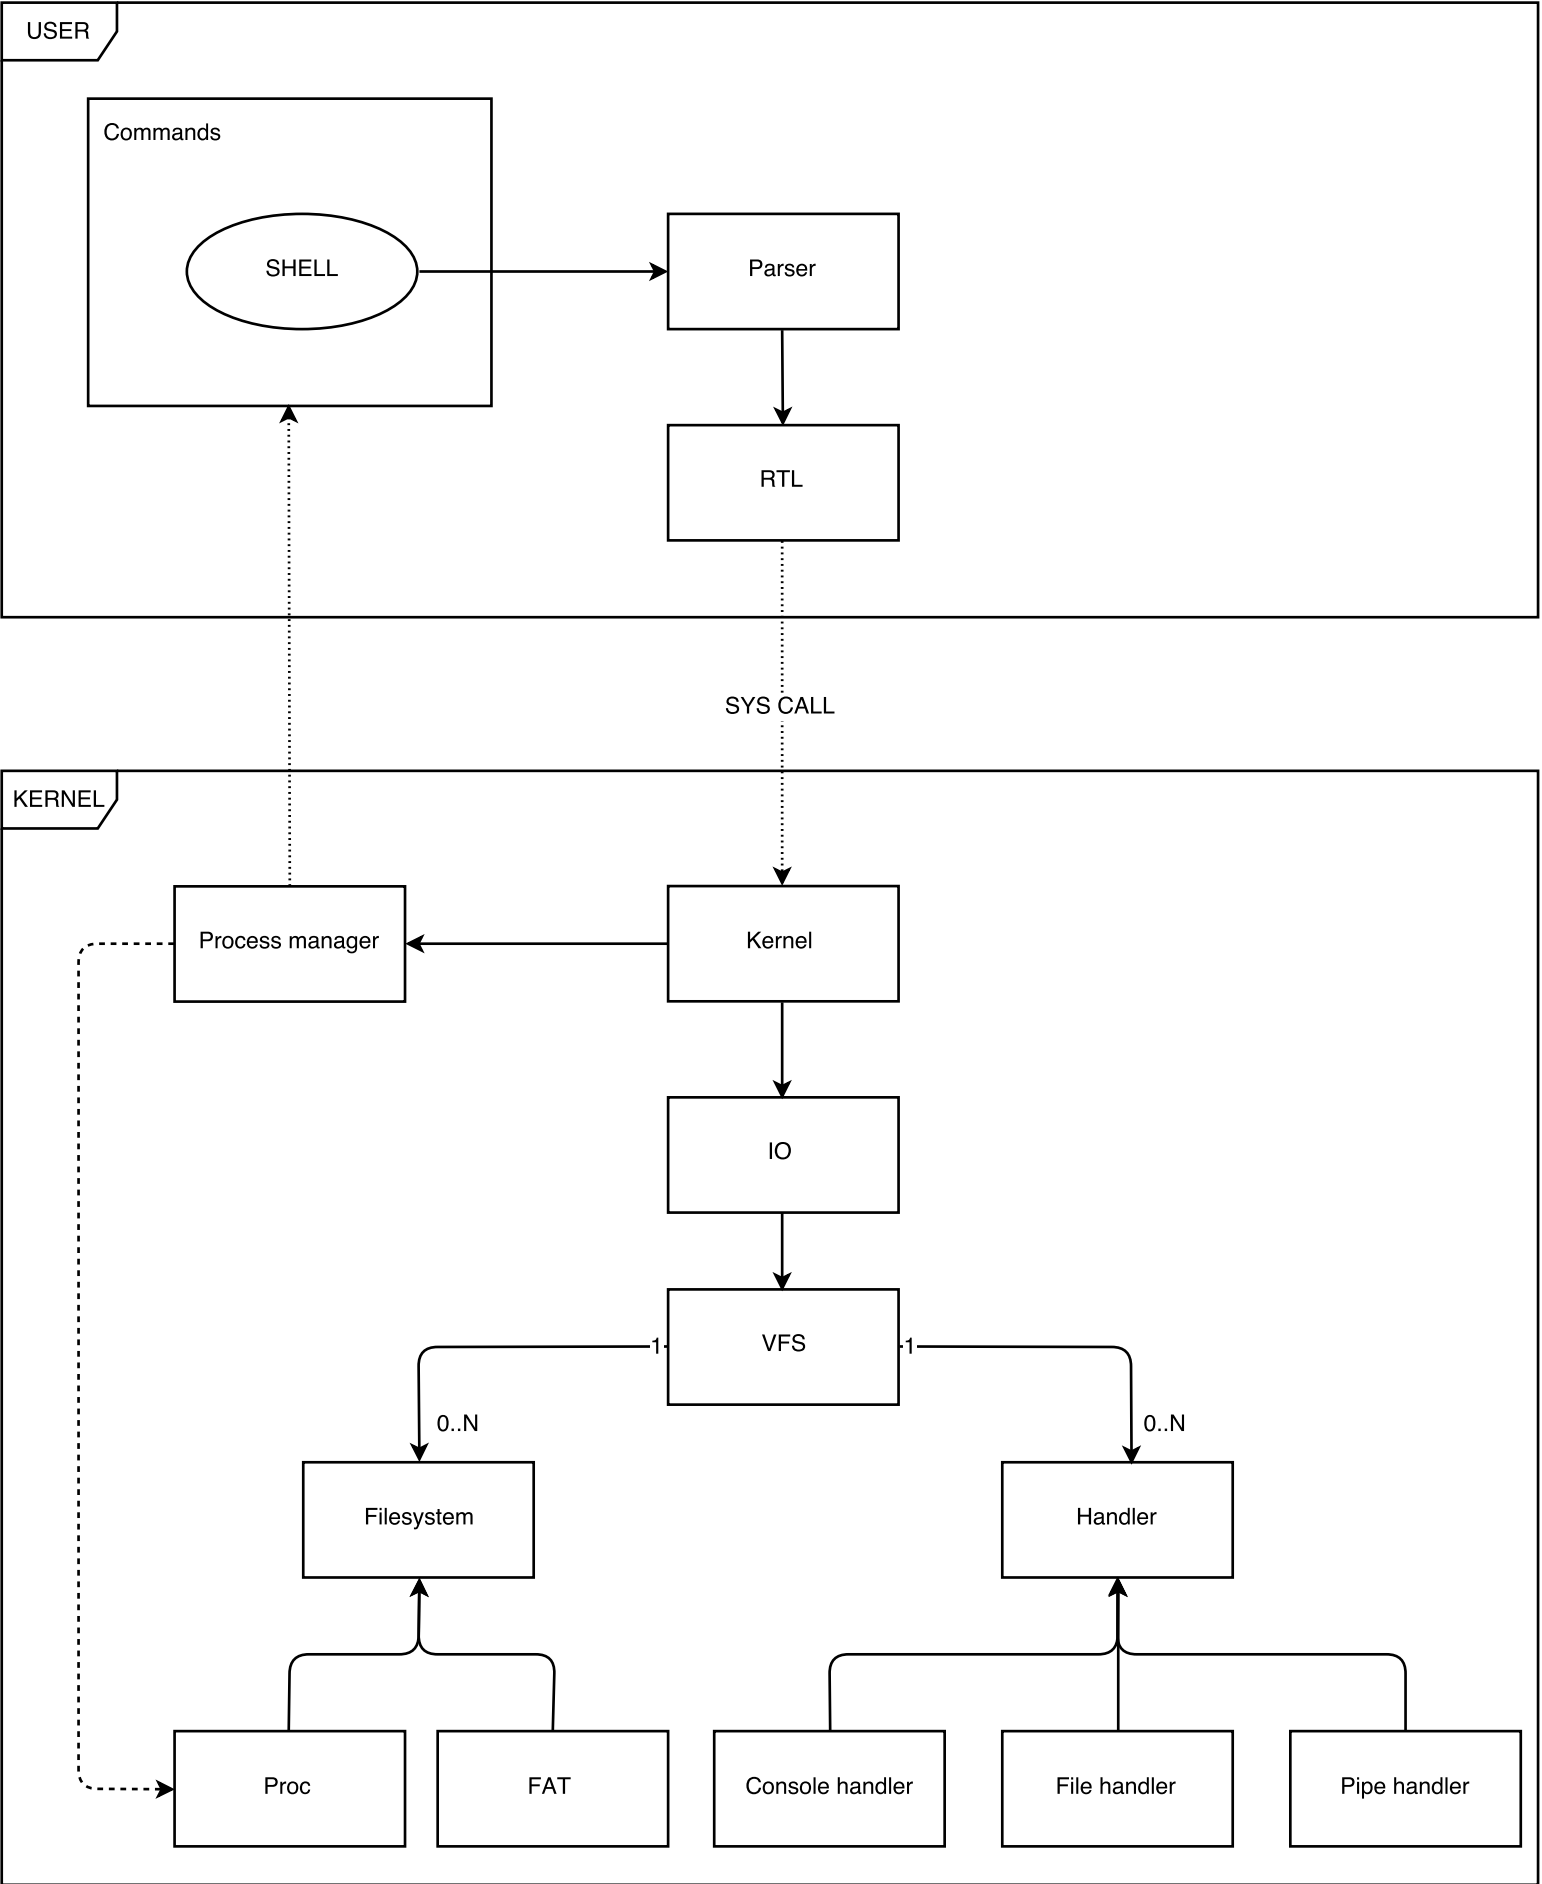 USER
Commands
SHELL
Parser
RTL
SYS CALL
KERNEL
Process manager
Kernel
IO
VFS
1
1
0..N
0..N
Filesystem
Handler
Proc
FAT
Console handler
File handler
Pipe handler